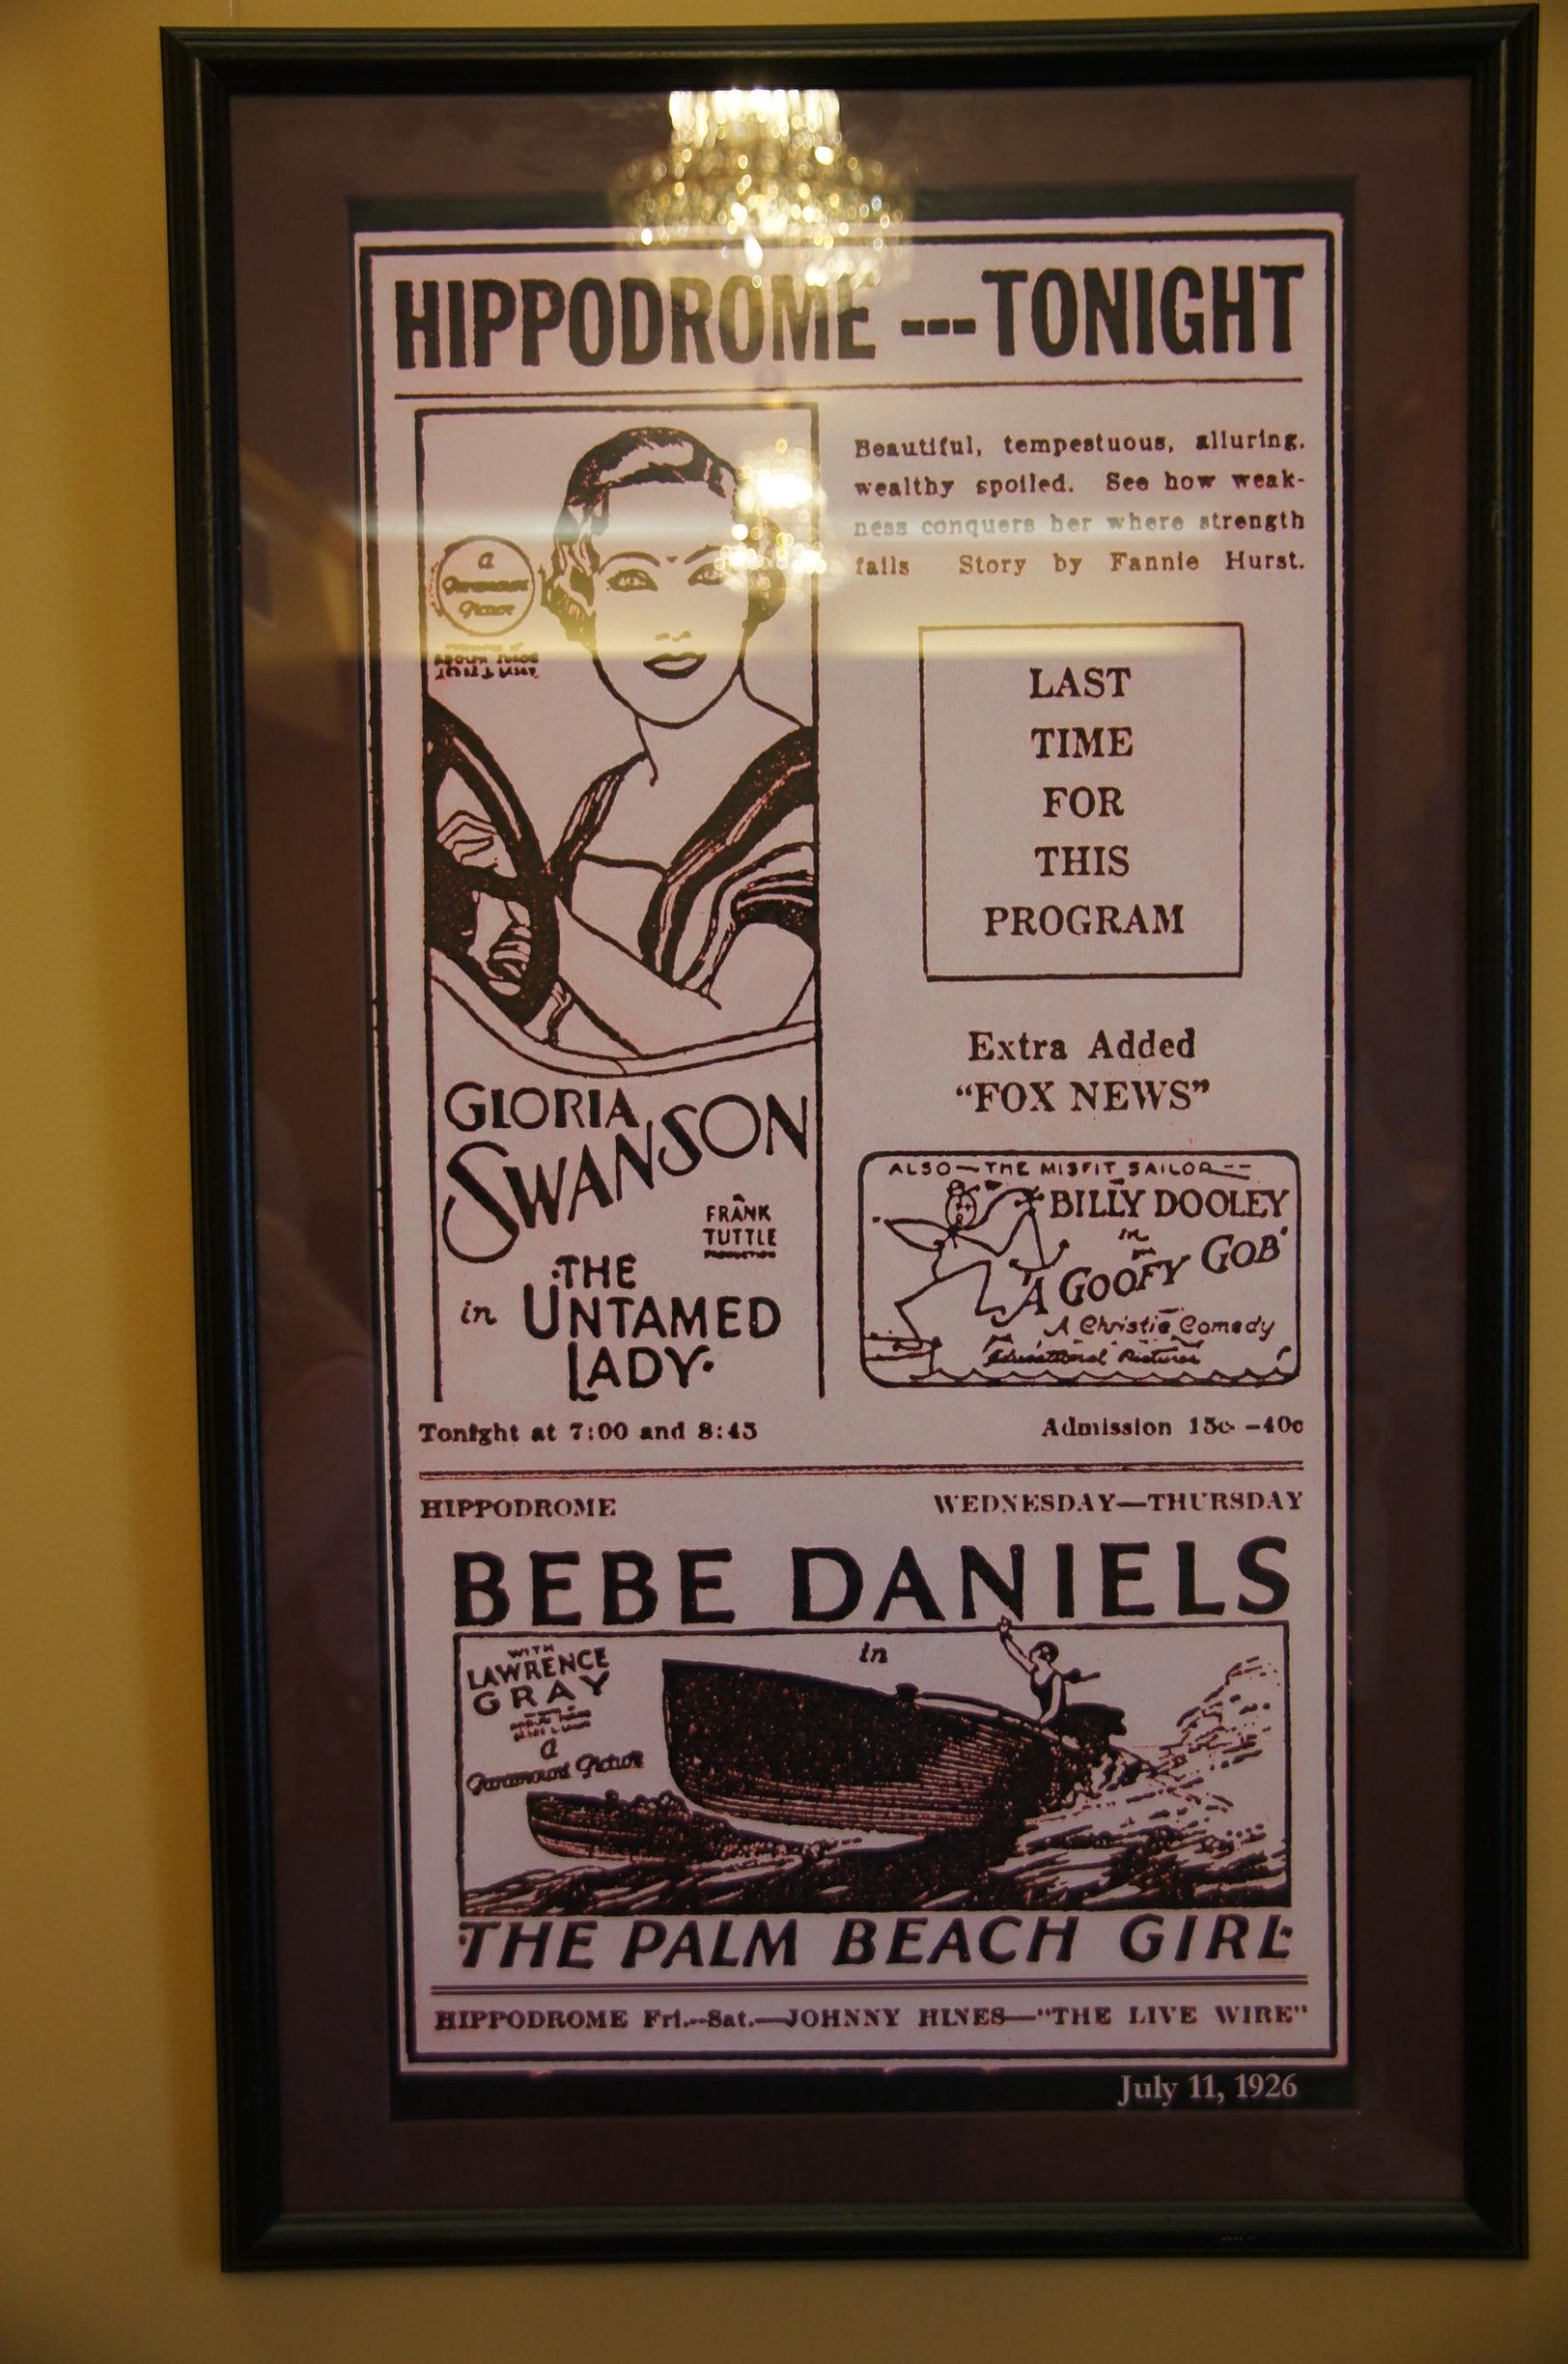 HIPPODROME --- TONIGHT
Beautiful, tempestuous, alluring,
wealthy spoiled. See how weak-
ness conquers her where strength
fails Story by Fannie Hurst.
a
Paramount
Picture
LAST
TIME
FOR
THIS
PROGRAM
Extra Added
"FOX NEWS"
GLORIA
SWANSON
A
FRANK
TUTTLE
PRODUCTION
in THE
UNTAMED
LADY
ALSO — THE MISFIT SAILOR --
BILLY DOOLEY
in
'A GOOFY GOB'
A Christie Comedy
Educational Pictures
Tonight at 7:00 and 8:45
Admission 15c -40c
HIPPODROME WEDNESDAY—THURSDAY
BEBE DANIELS
in
WITH
LAWRENCE
GRAY
a
Paramount Picture
'THE PALM BEACH GIRL'
HIPPODROME Fri.--Sat.—JOHNNY HINES—"THE LIVE WIRE"
July 11, 1926